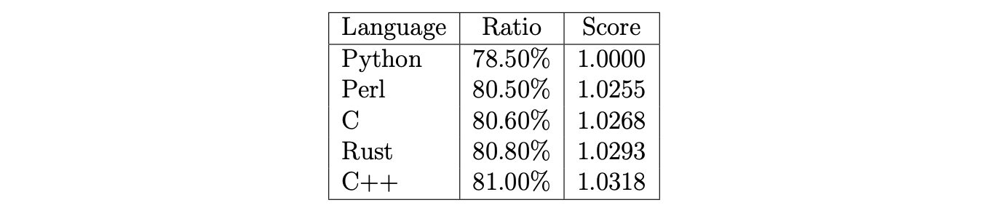 Language Ratio Score
Python 78.50% 1.0000
Perl 80.50% 1.0255
C 80.60% 1.0268
Rust 80.80% 1.0293
C++ 81.00% 1.0318